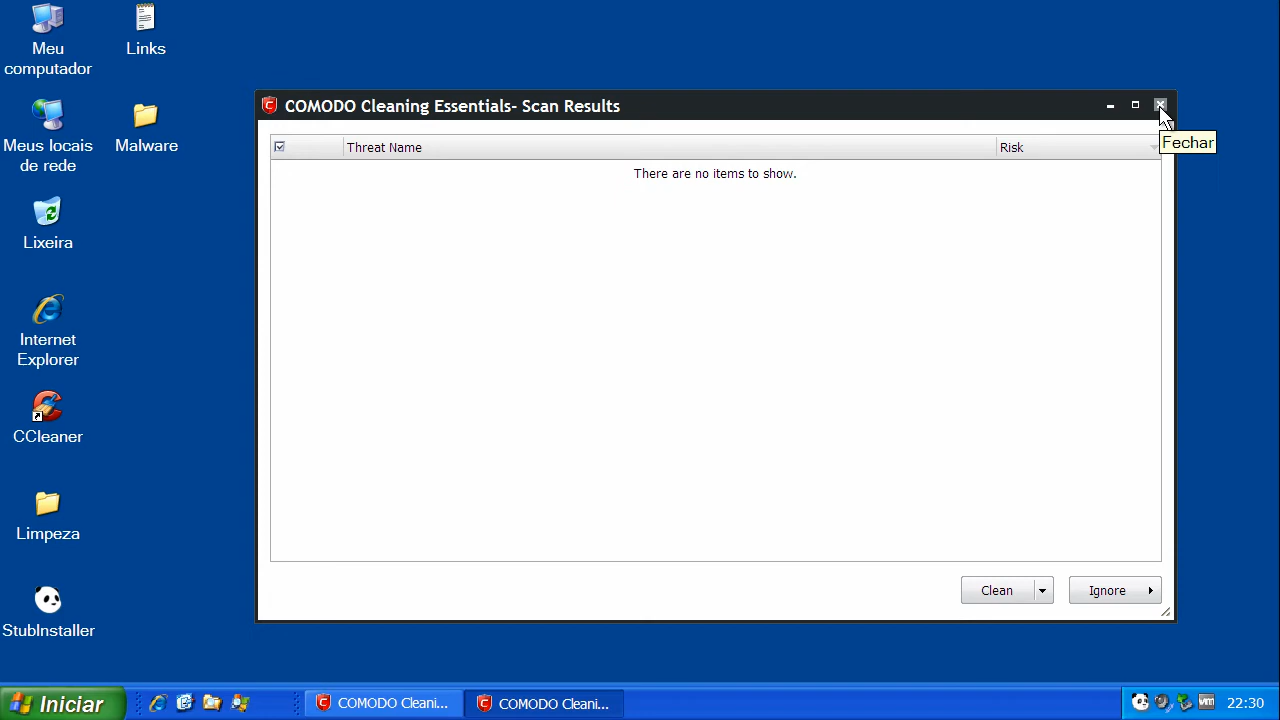 Meu
computador
Links
Meus locais
de rede
Malware
Lixeira
Internet
Explorer
CCleaner
Limpeza
StubInstaller
COMODO Cleaning Essentials- Scan Results
Fechar
Threat Name
Risk
There are no items to show.
Clean
Ignore
Iniciar
COMODO Cleani...
COMODO Cleani...
vm
22:30